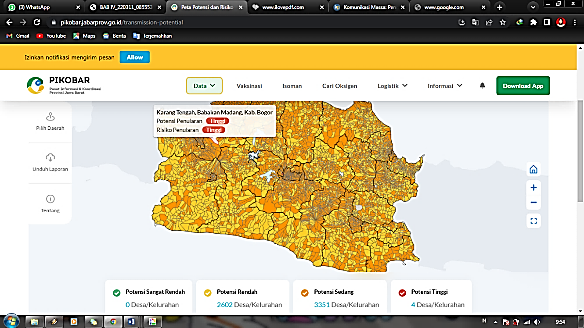 (3) WhatsApp
BAB IV_220311_085553
Peta Potensi dan Risiko
www.ilovepdf.com
Komunikasi Massa: Pen
www.google.com
pikobar.jabarprov.go.id/transmission-potential
Gmail
YouTube
Maps
Berita
Terjemahkan
Izinkan notifikasi mengirim pesan
Allow
PIKOBAR
Pusat Informasi & Koordinasi
Provinsi Jawa Barat
Data
Vaksinasi
Isoman
Cari Oksigen
Logistik
Informasi
Download App
Pilih Daerah
Unduh Laporan
Tentang
Karang Tengah, Babakan Madang, Kab. Bogor
Potensi Penularan Tinggi
Risiko Penularan Tinggi
Potensi Sangat Rendah
0 Desa/Kelurahan
Potensi Rendah
2602 Desa/Kelurahan
Potensi Sedang
3351 Desa/Kelurahan
Potensi Tinggi
4 Desa/Kelurahan
9:54